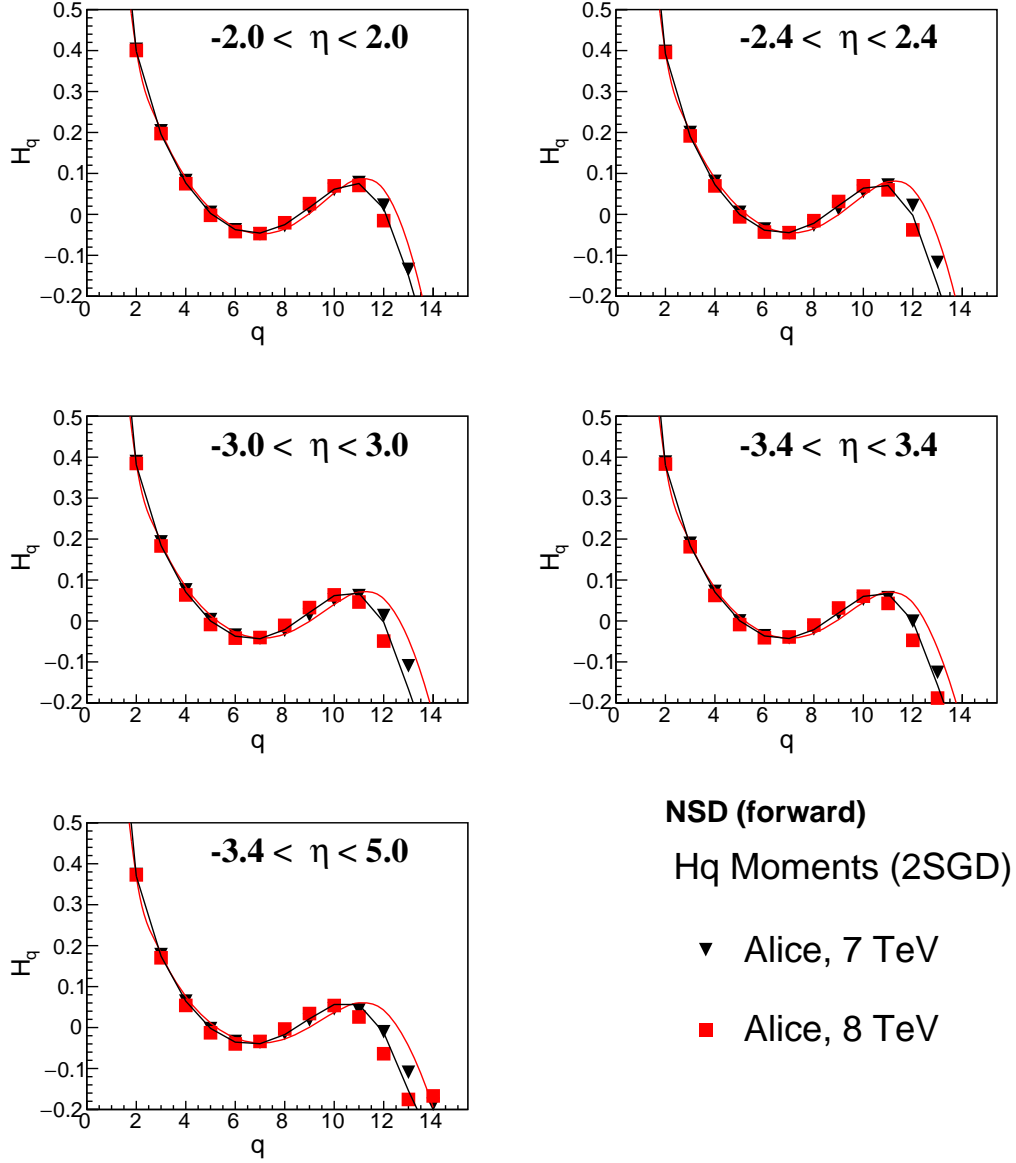 -2.0 < η < 2.0
0.5
0.4
0.3
0.2
0.1
0
−0.1
−0.2
H_q
0 2 4 6 8 10 12 14
q
-2.4 < η < 2.4
0.5
0.4
0.3
0.2
0.1
0
−0.1
−0.2
H_q
0 2 4 6 8 10 12 14
q
-3.0 < η < 3.0
0.5
0.4
0.3
0.2
0.1
0
−0.1
−0.2
H_q
0 2 4 6 8 10 12 14
q
-3.4 < η < 3.4
0.5
0.4
0.3
0.2
0.1
0
−0.1
−0.2
H_q
0 2 4 6 8 10 12 14
q
-3.4 < η < 5.0
0.5
0.4
0.3
0.2
0.1
0
−0.1
−0.2
H_q
0 2 4 6 8 10 12 14
q
NSD (forward)
Hq Moments (2SGD)
Alice, 7 TeV
Alice, 8 TeV